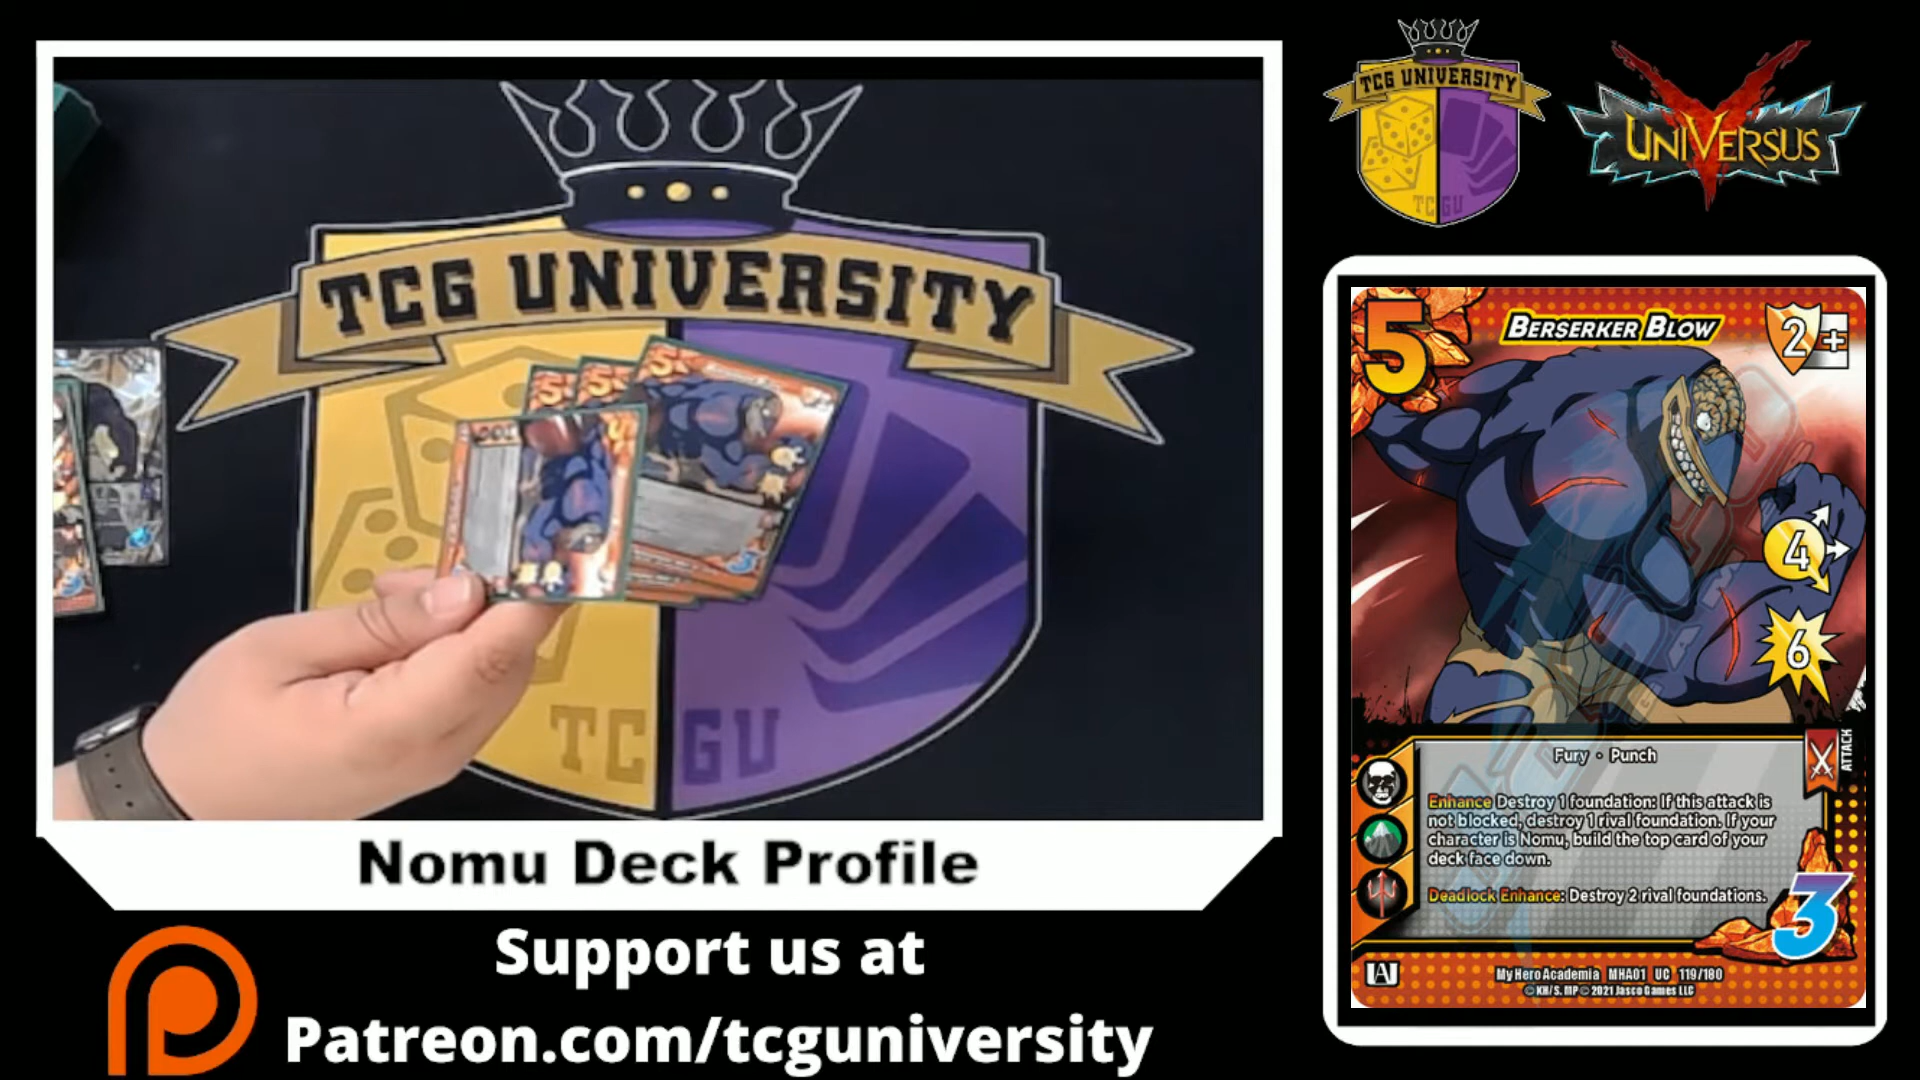 TCG UNIVERSITY
TC GU
TCG UNIVERSITY
TC GU
UNIVERSUS
5
BERSERKER BLOW
2
+
4
6
ATTACK
Fury · Punch
Enhance Destroy 1 foundation: If this attack is
not blocked, destroy 1 rival foundation. If your
character is Nomu, build the top card of your
deck face down.
Deadlock Enhance: Destroy 2 rival foundations.
3
My Hero Academia MHA01 UC 119/180
© KH/S. MP © 2021 Jasco Games LLC
Nomu Deck Profile
Support us at
Patreon.com/tcguniversity